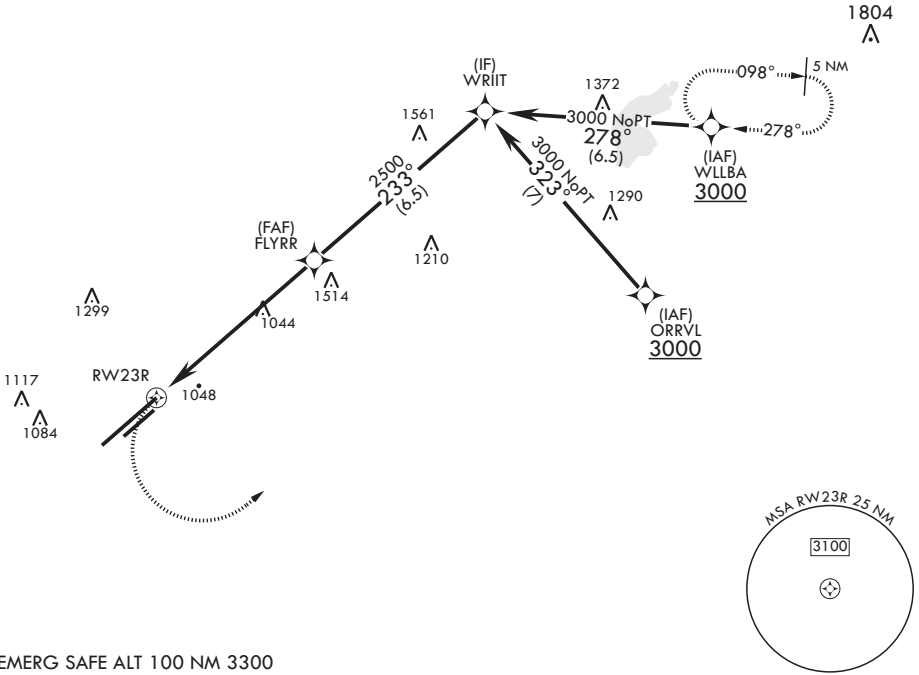 1804
(IF)
WRIIT
098°
5 NM
1372
1561
3000 NoPT
278°
(6.5)
278°
(IAF)
WLLBA
3000
2500
233°
(6.5)
3000 NoPT
323°
(7)
1290
(FAF)
FLYRR
1210
1514
1299
1044
(IAF)
ORRVL
3000
RW23R
1117
1048
1084
MSA RW23R 25 NM
3100
EMERG SAFE ALT 100 NM 3300